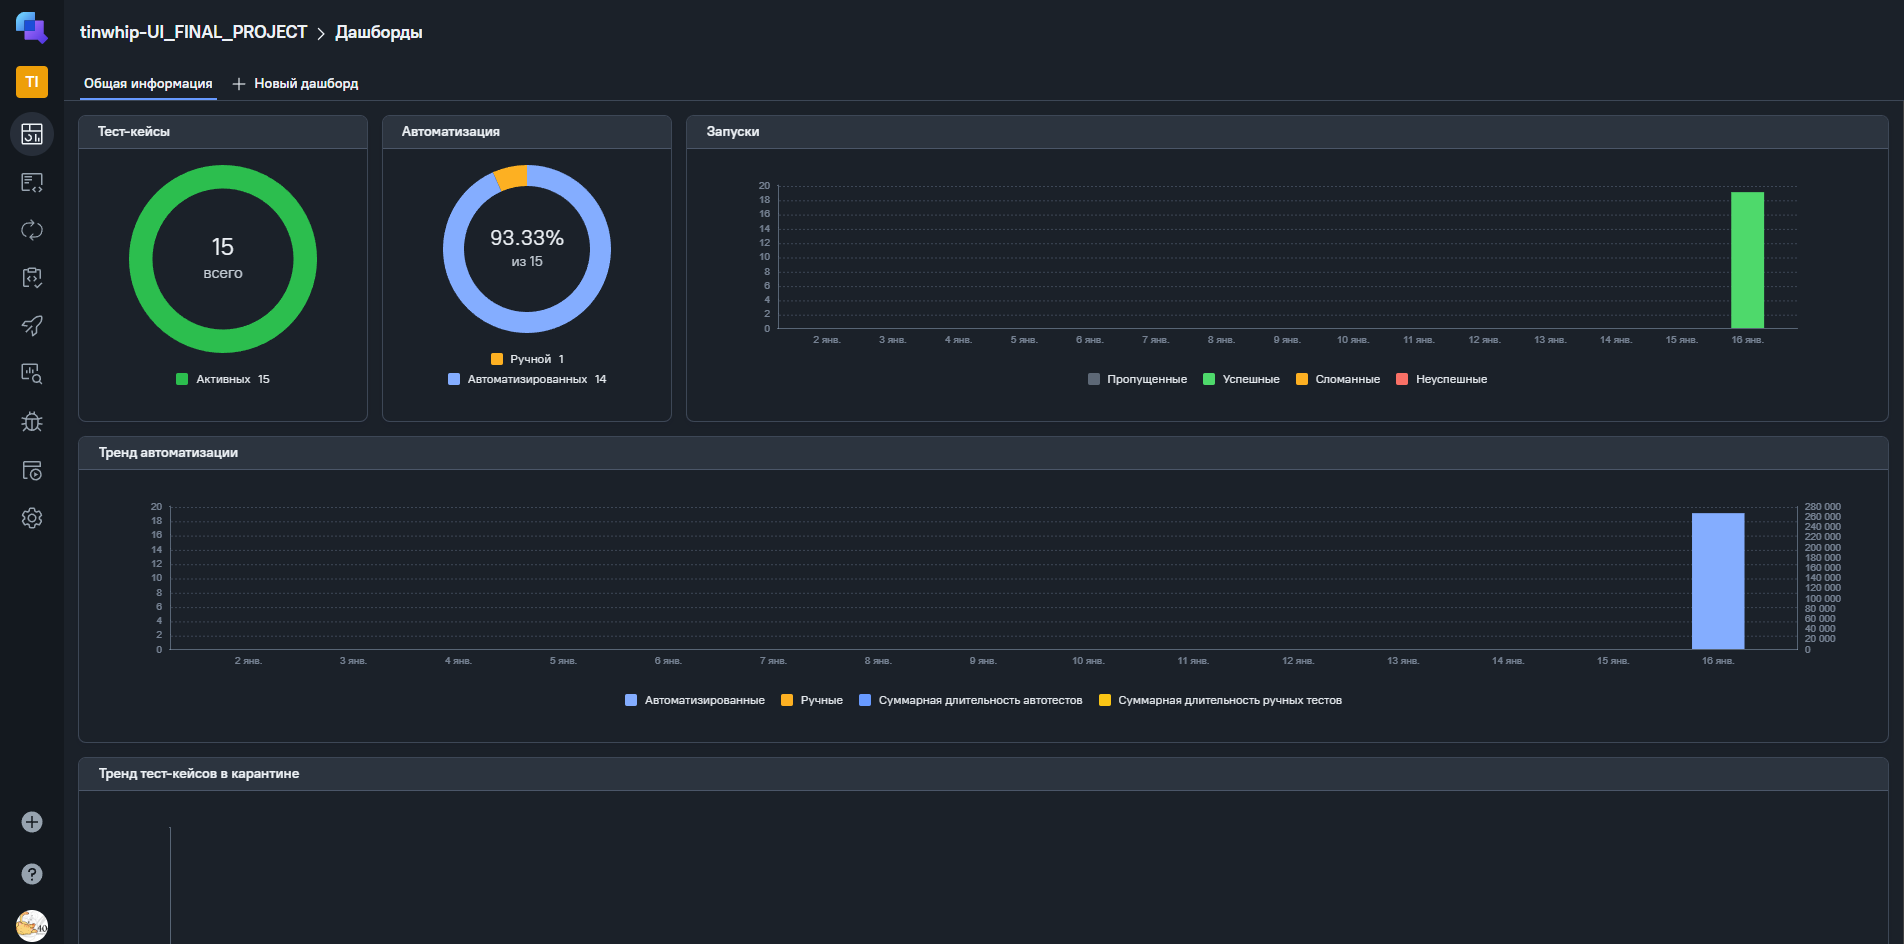 tinwhip-UI_FINAL_PROJECT > Дашборды
TI
Общая информация
+ Новый дашборд
Тест-кейсы
15
всего
Активных 15
Автоматизация
93.33%
из 15
Ручной 1
Автоматизированных 14
Запуски
20
18
16
14
12
10
8
6
4
2
0
2 янв. 3 янв. 4 янв. 5 янв. 6 янв. 7 янв. 8 янв. 9 янв. 10 янв. 11 янв. 12 янв. 13 янв. 14 янв. 15 янв. 16 янв.
Пропущенные Успешные Сломанные Неуспешные
Тренд автоматизации
20
18
16
14
12
10
8
6
4
2
0
280 000
260 000
240 000
220 000
200 000
180 000
160 000
140 000
120 000
100 000
80 000
60 000
40 000
20 000
0
2 янв. 3 янв. 4 янв. 5 янв. 6 янв. 7 янв. 8 янв. 9 янв. 10 янв. 11 янв. 12 янв. 13 янв. 14 янв. 15 янв. 16 янв.
Автоматизированные Ручные Суммарная длительность автотестов Суммарная длительность ручных тестов
Тренд тест-кейсов в карантине
?